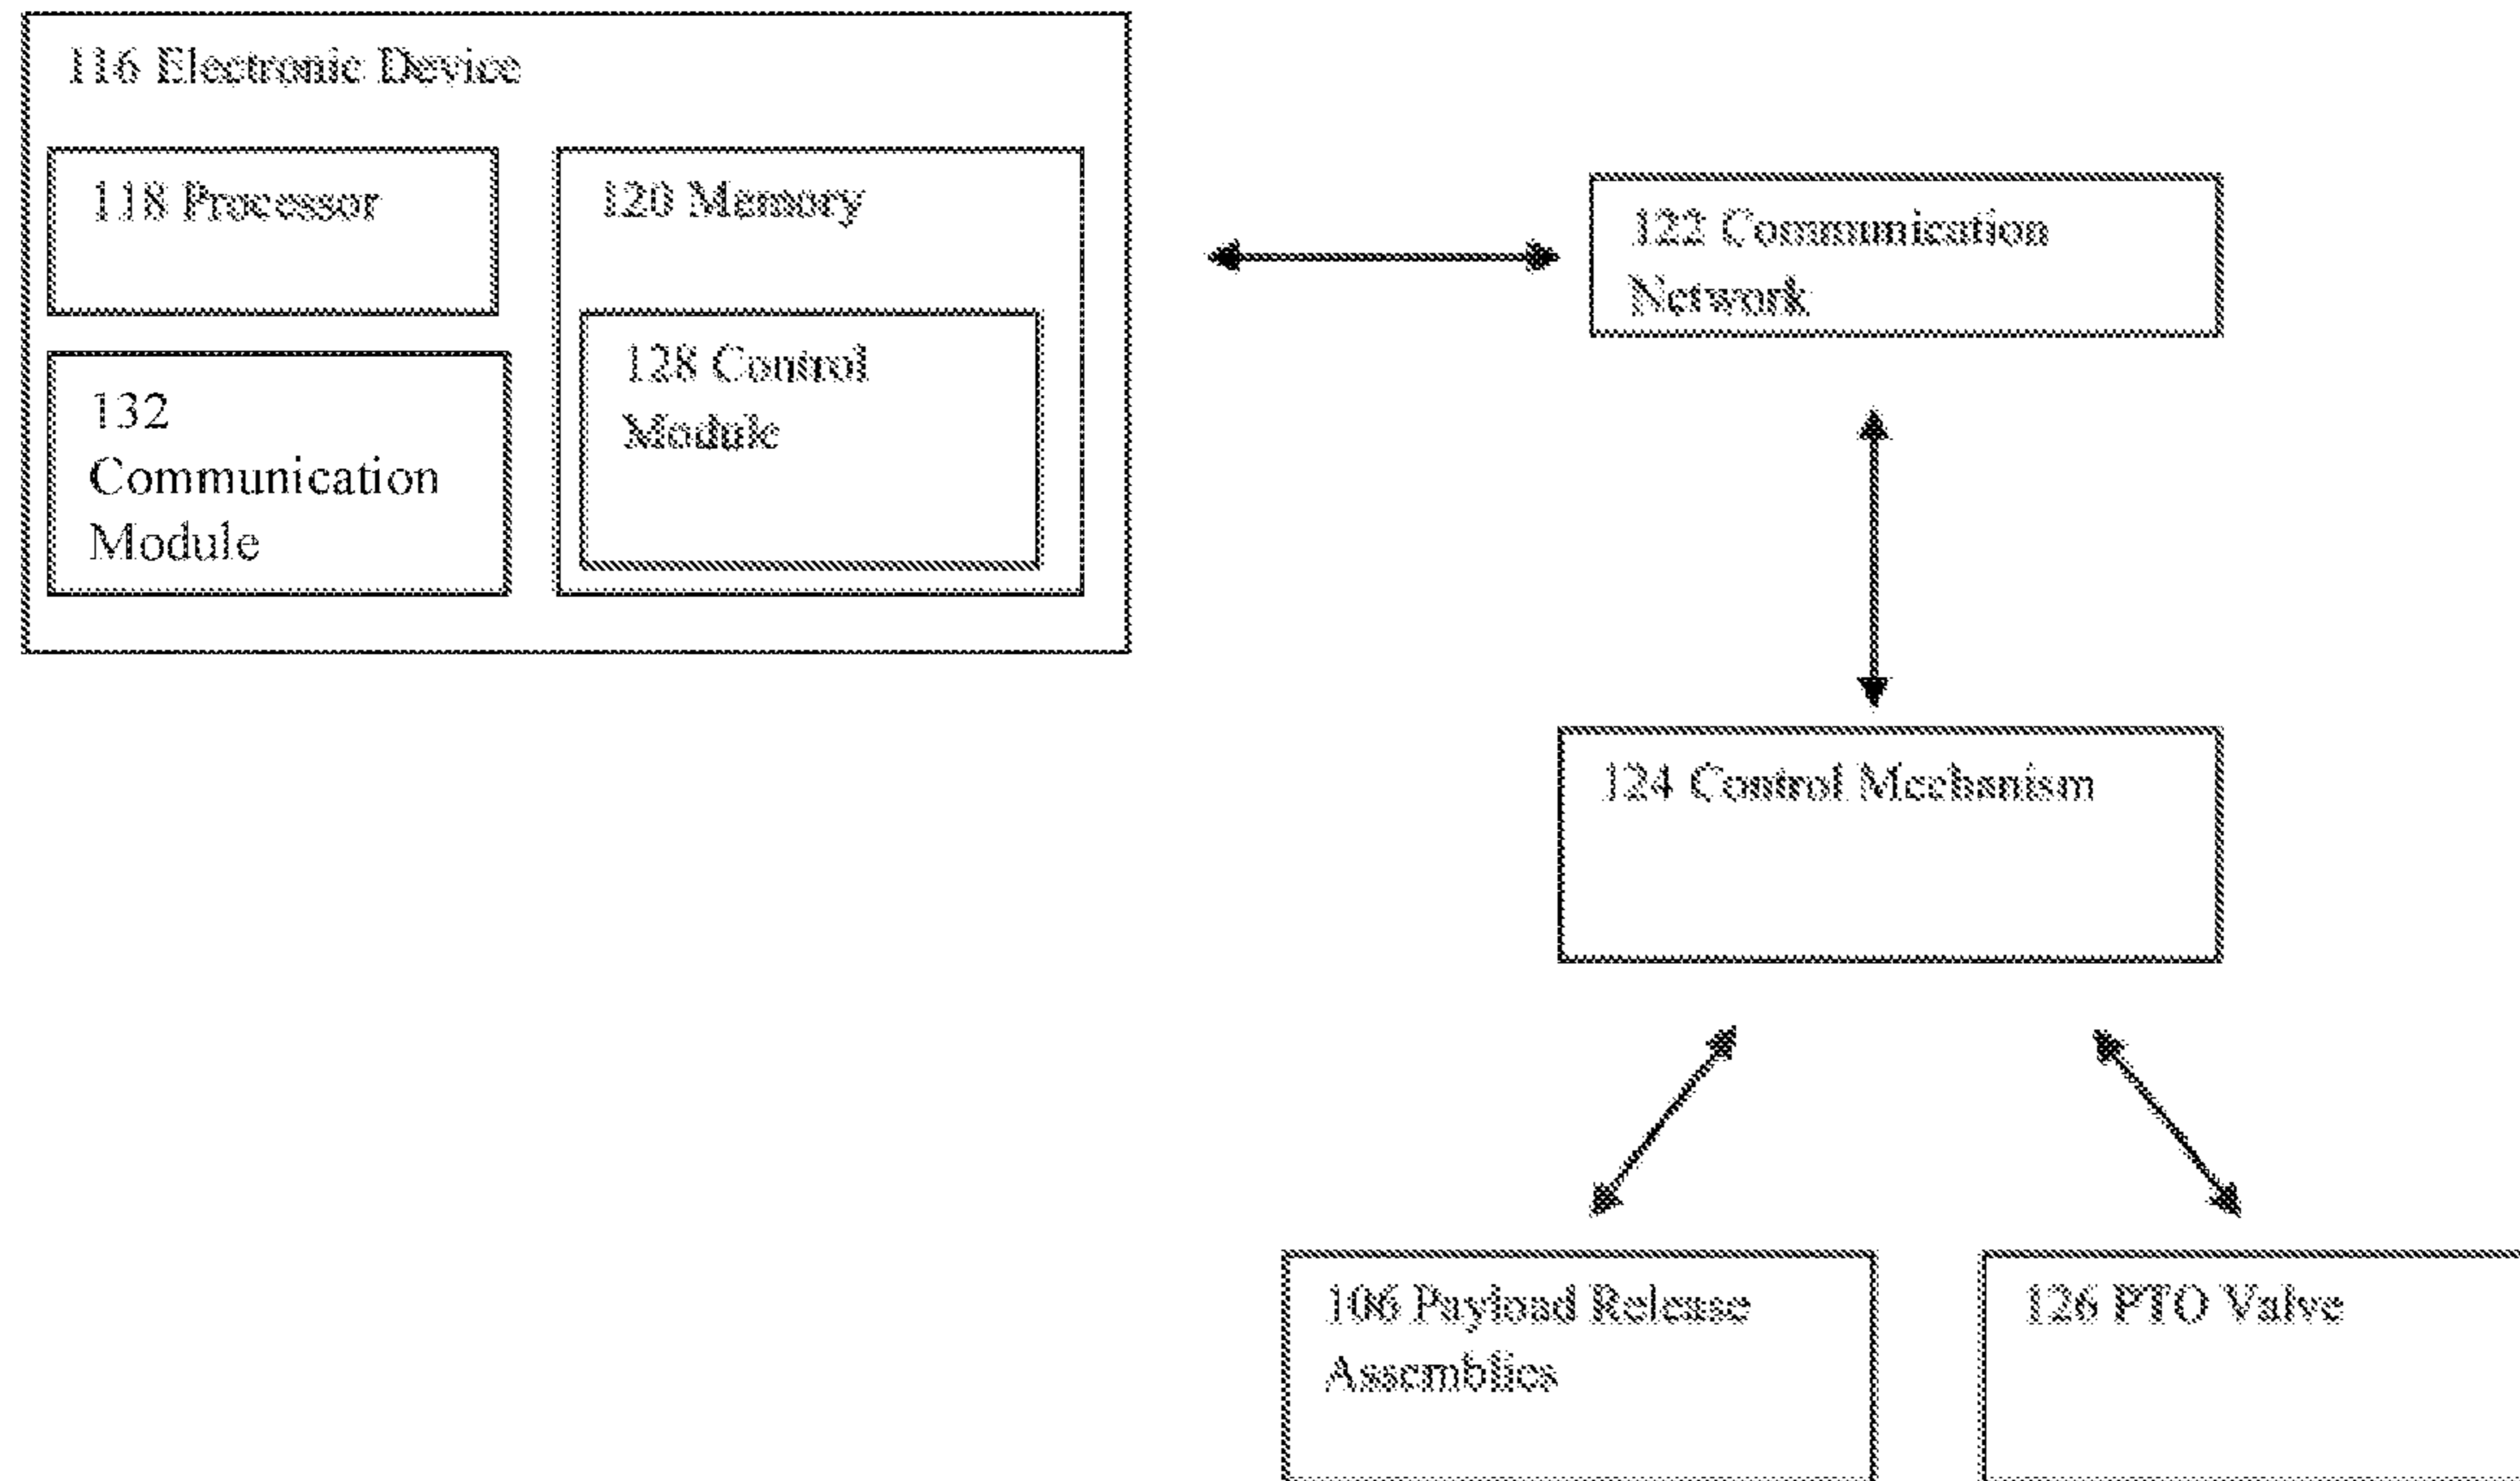 116 Electronic Device
118 Processor
120 Memory
132
Communication
Module
128 Control
Module
122 Communication
Network
124 Control Mechanism
106 Payload Release
Assemblies
126 PTO Valve